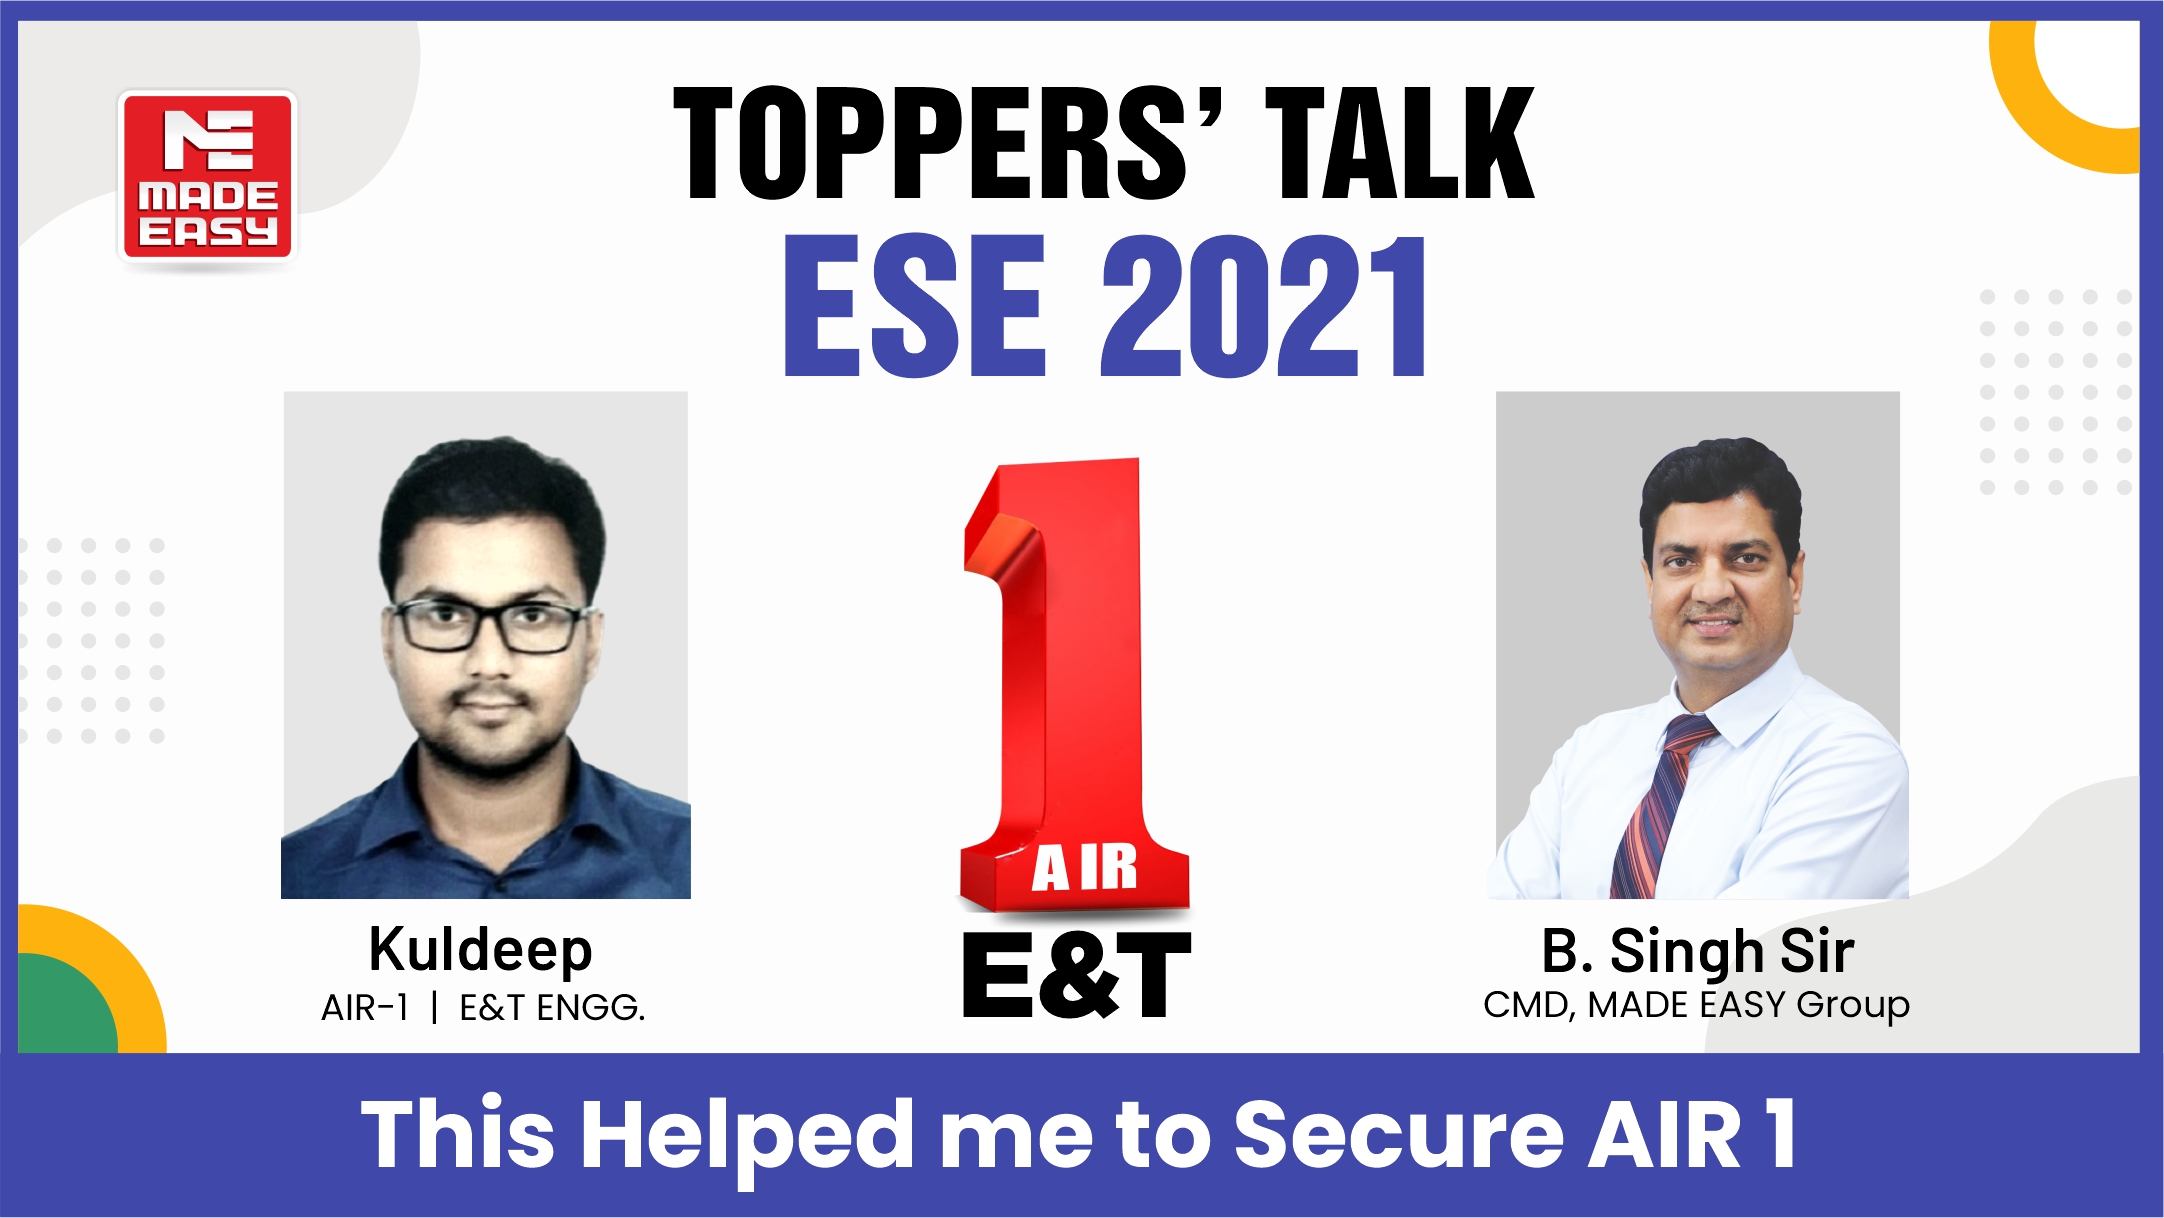 ME
MADE
EASY
TOPPERS’ TALK
ESE 2021
AIR
E&T
Kuldeep
AIR-1 | E&T ENGG.
B. Singh Sir
CMD, MADE EASY Group
This Helped me to Secure AIR 1